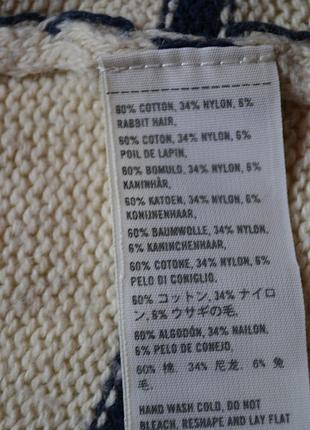 60% COTTON, 34% NYLON, 6%
RABBIT HAIR,
60% COTON, 34% NYLON, 6%
POIL DE LAPIN,
60% BOMULD, 34% NYLON, 6%
KANINHÅR,
60% KATOEN, 34% NYLON, 6%
KONIJNENHAAR,
60% BAUMWOLLE, 34% NYLON,
6% KANINCHENHAAR,
60% COTONE, 34% NYLON, 6%
PELO DI CONIGLIO,
60% コットン, 34% ナイロ
ン, 6% ウサギの毛,
60% ALGODÓN, 34% NAILON,
6% PELO DE CONEJO,
60% 棉, 34% 尼龙, 6% 兔
毛,
HAND WASH COLD, DO NOT
BLEACH, RESHAPE AND LAY FLAT